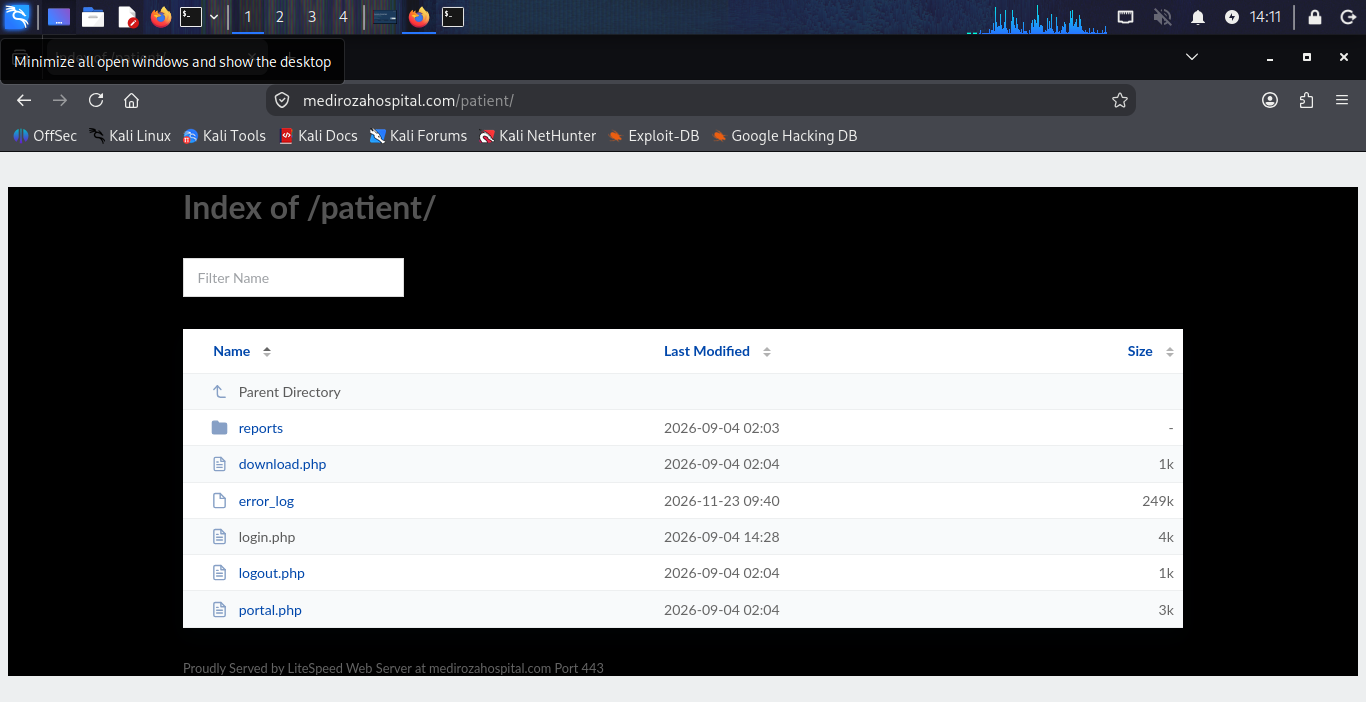 1 2 3 4 14:11
Minimize all open windows and show the desktop
medirozahospital.com/patient/
OffSec Kali Linux Kali Tools Kali Docs Kali Forums Kali NetHunter Exploit-DB Google Hacking DB
Index of /patient/
Filter Name
Name Last Modified Size
Parent Directory
reports 2026-09-04 02:03 -
download.php 2026-09-04 02:04 1k
error_log 2026-11-23 09:40 249k
login.php 2026-09-04 14:28 4k
logout.php 2026-09-04 02:04 1k
portal.php 2026-09-04 02:04 3k
Proudly Served by LiteSpeed Web Server at medirozahospital.com Port 443